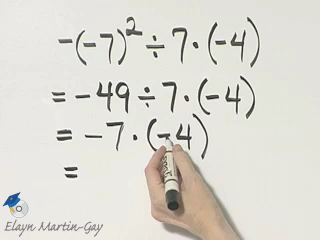 -(-7)² ÷ 7 · (-4)
= -49 ÷ 7 · (-4)
= -7 · (-4)
=
Elayn Martin-Gay